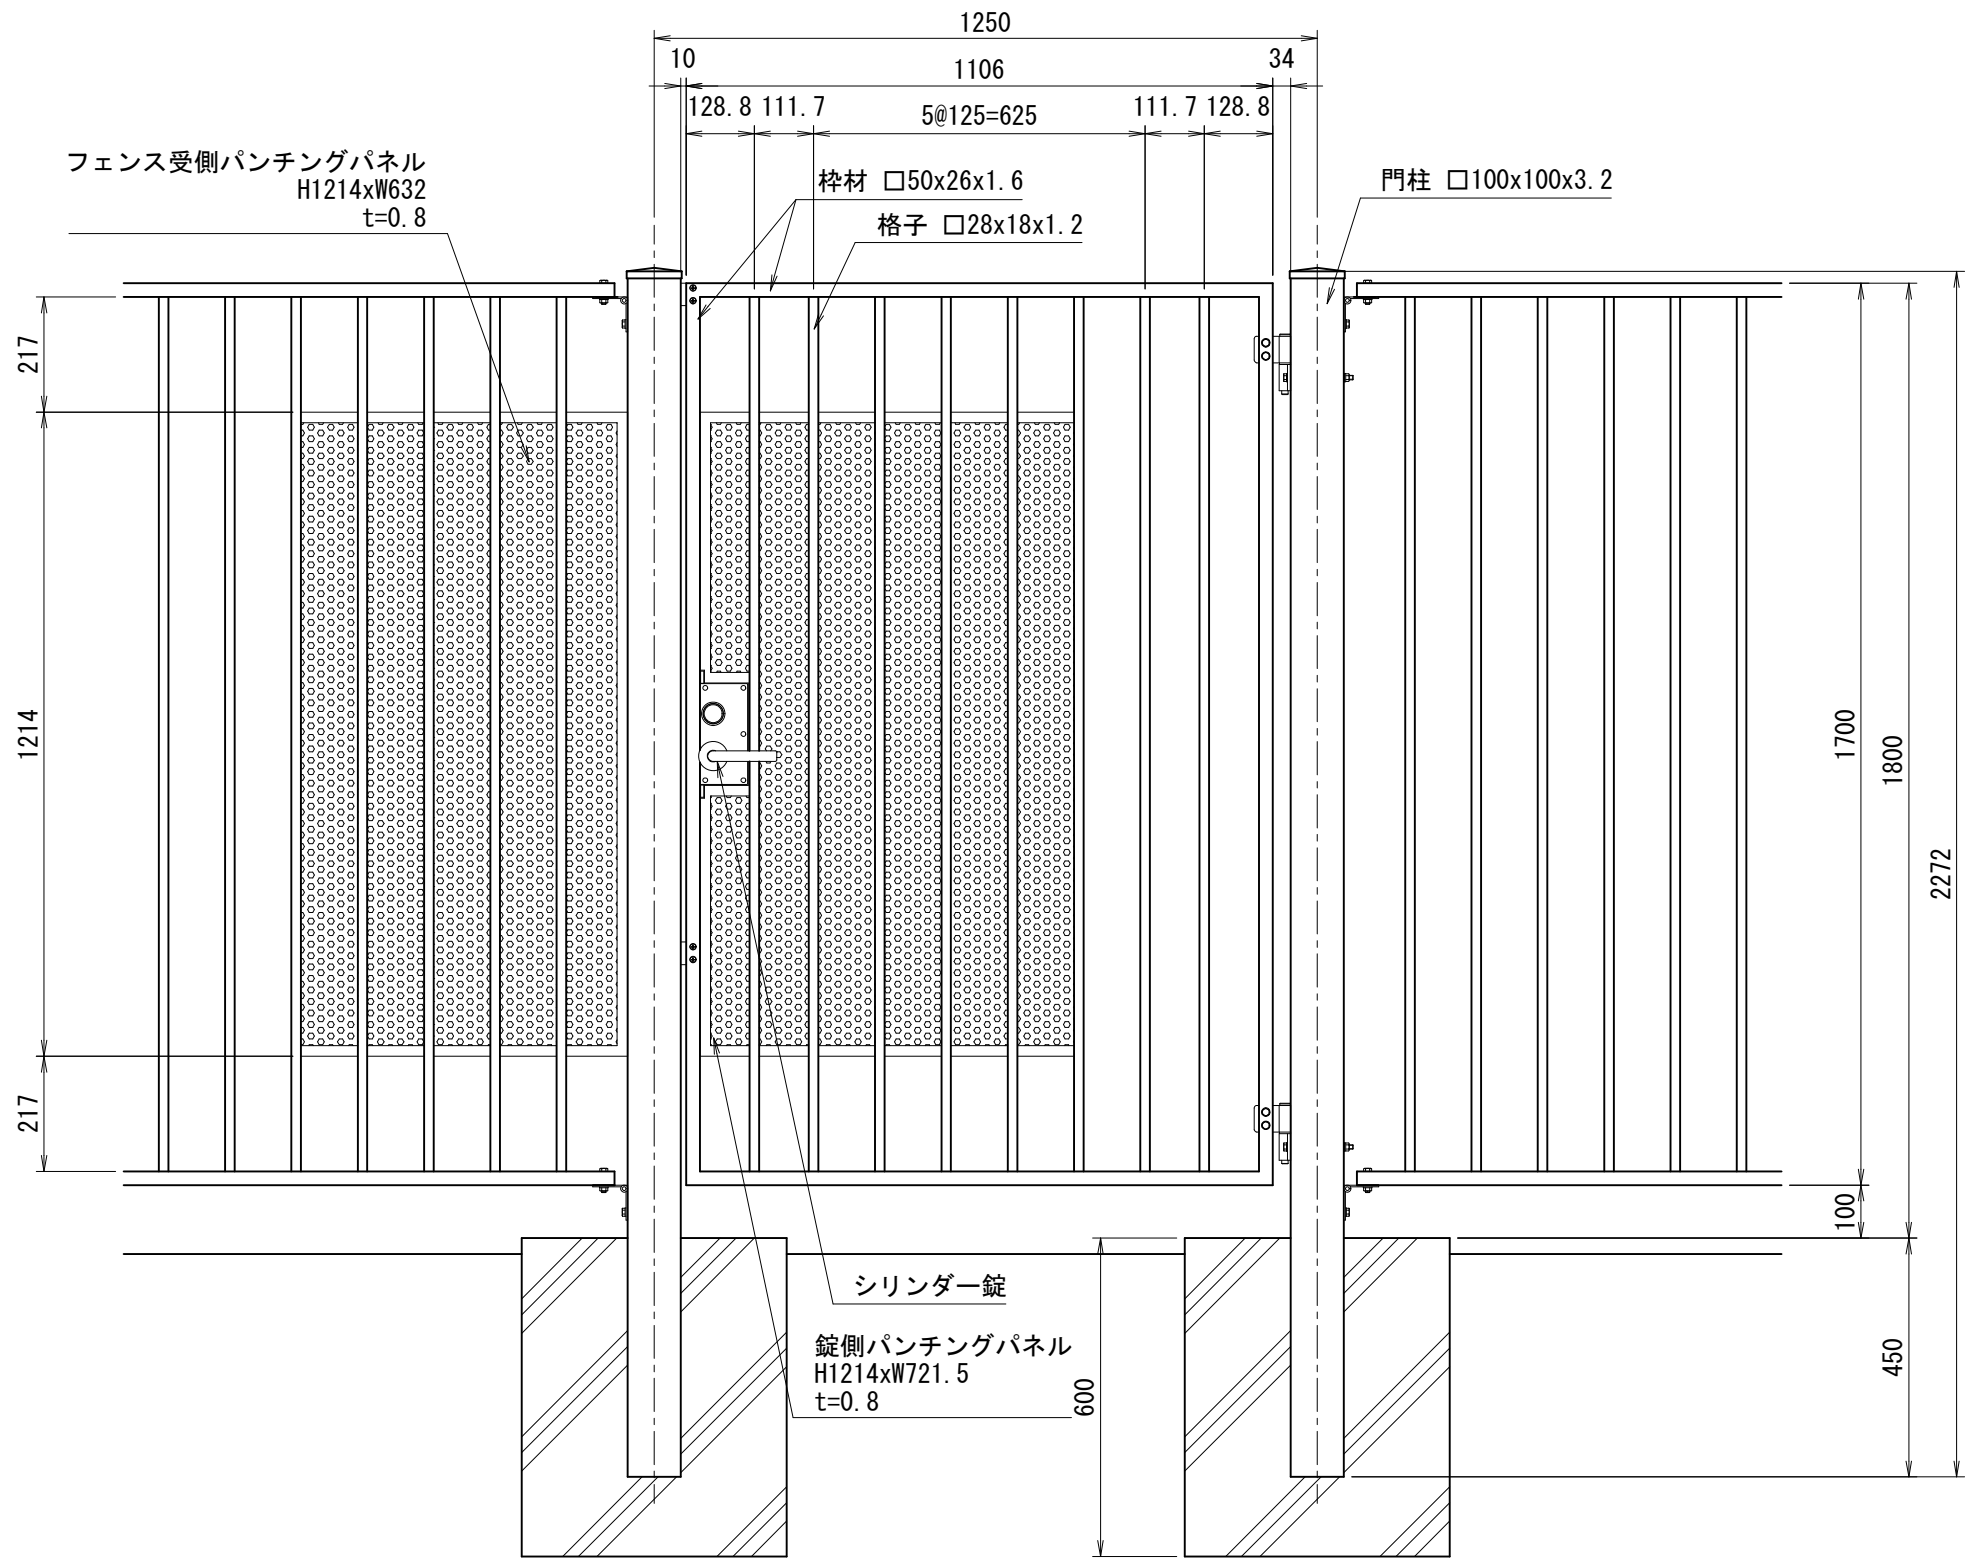 1250
10
1106
34
128.8
111.7
5@125=625
111.7
128.8
フェンス受側パンチングパネル
H1214xW632
t=0.8
枠材 □50x26x1.6
格子 □28x18x1.2
門柱 □100x100x3.2
217
1214
217
1700
1800
2272
100
450
600
シリンダー錠
錠側パンチングパネル
H1214xW721.5
t=0.8